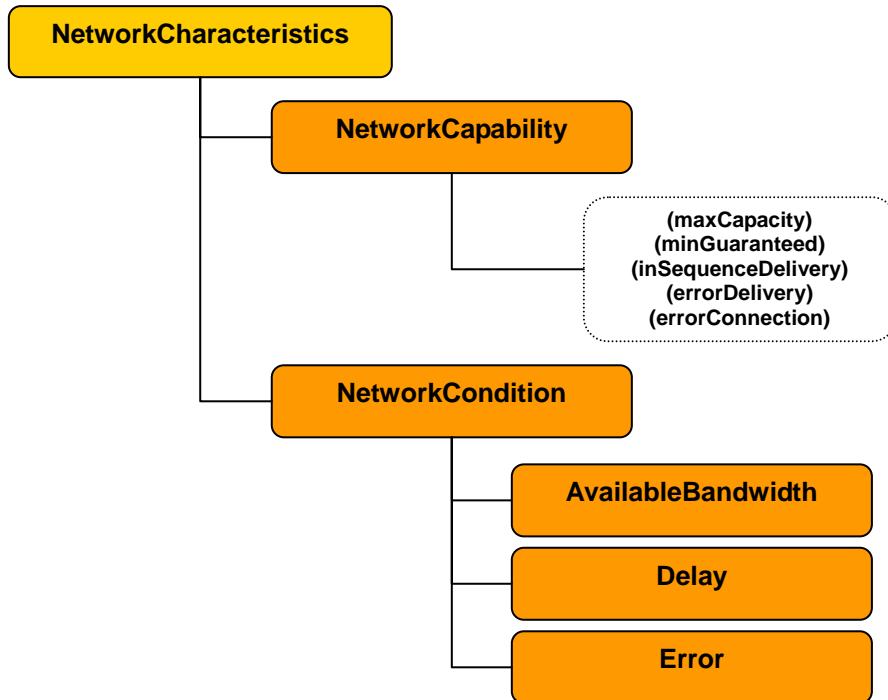 NetworkCharacteristics
NetworkCapability
(maxCapacity)
(minGuaranteed)
(inSequenceDelivery)
(errorDelivery)
(errorConnection)
NetworkCondition
AvailableBandwidth
Delay
Error